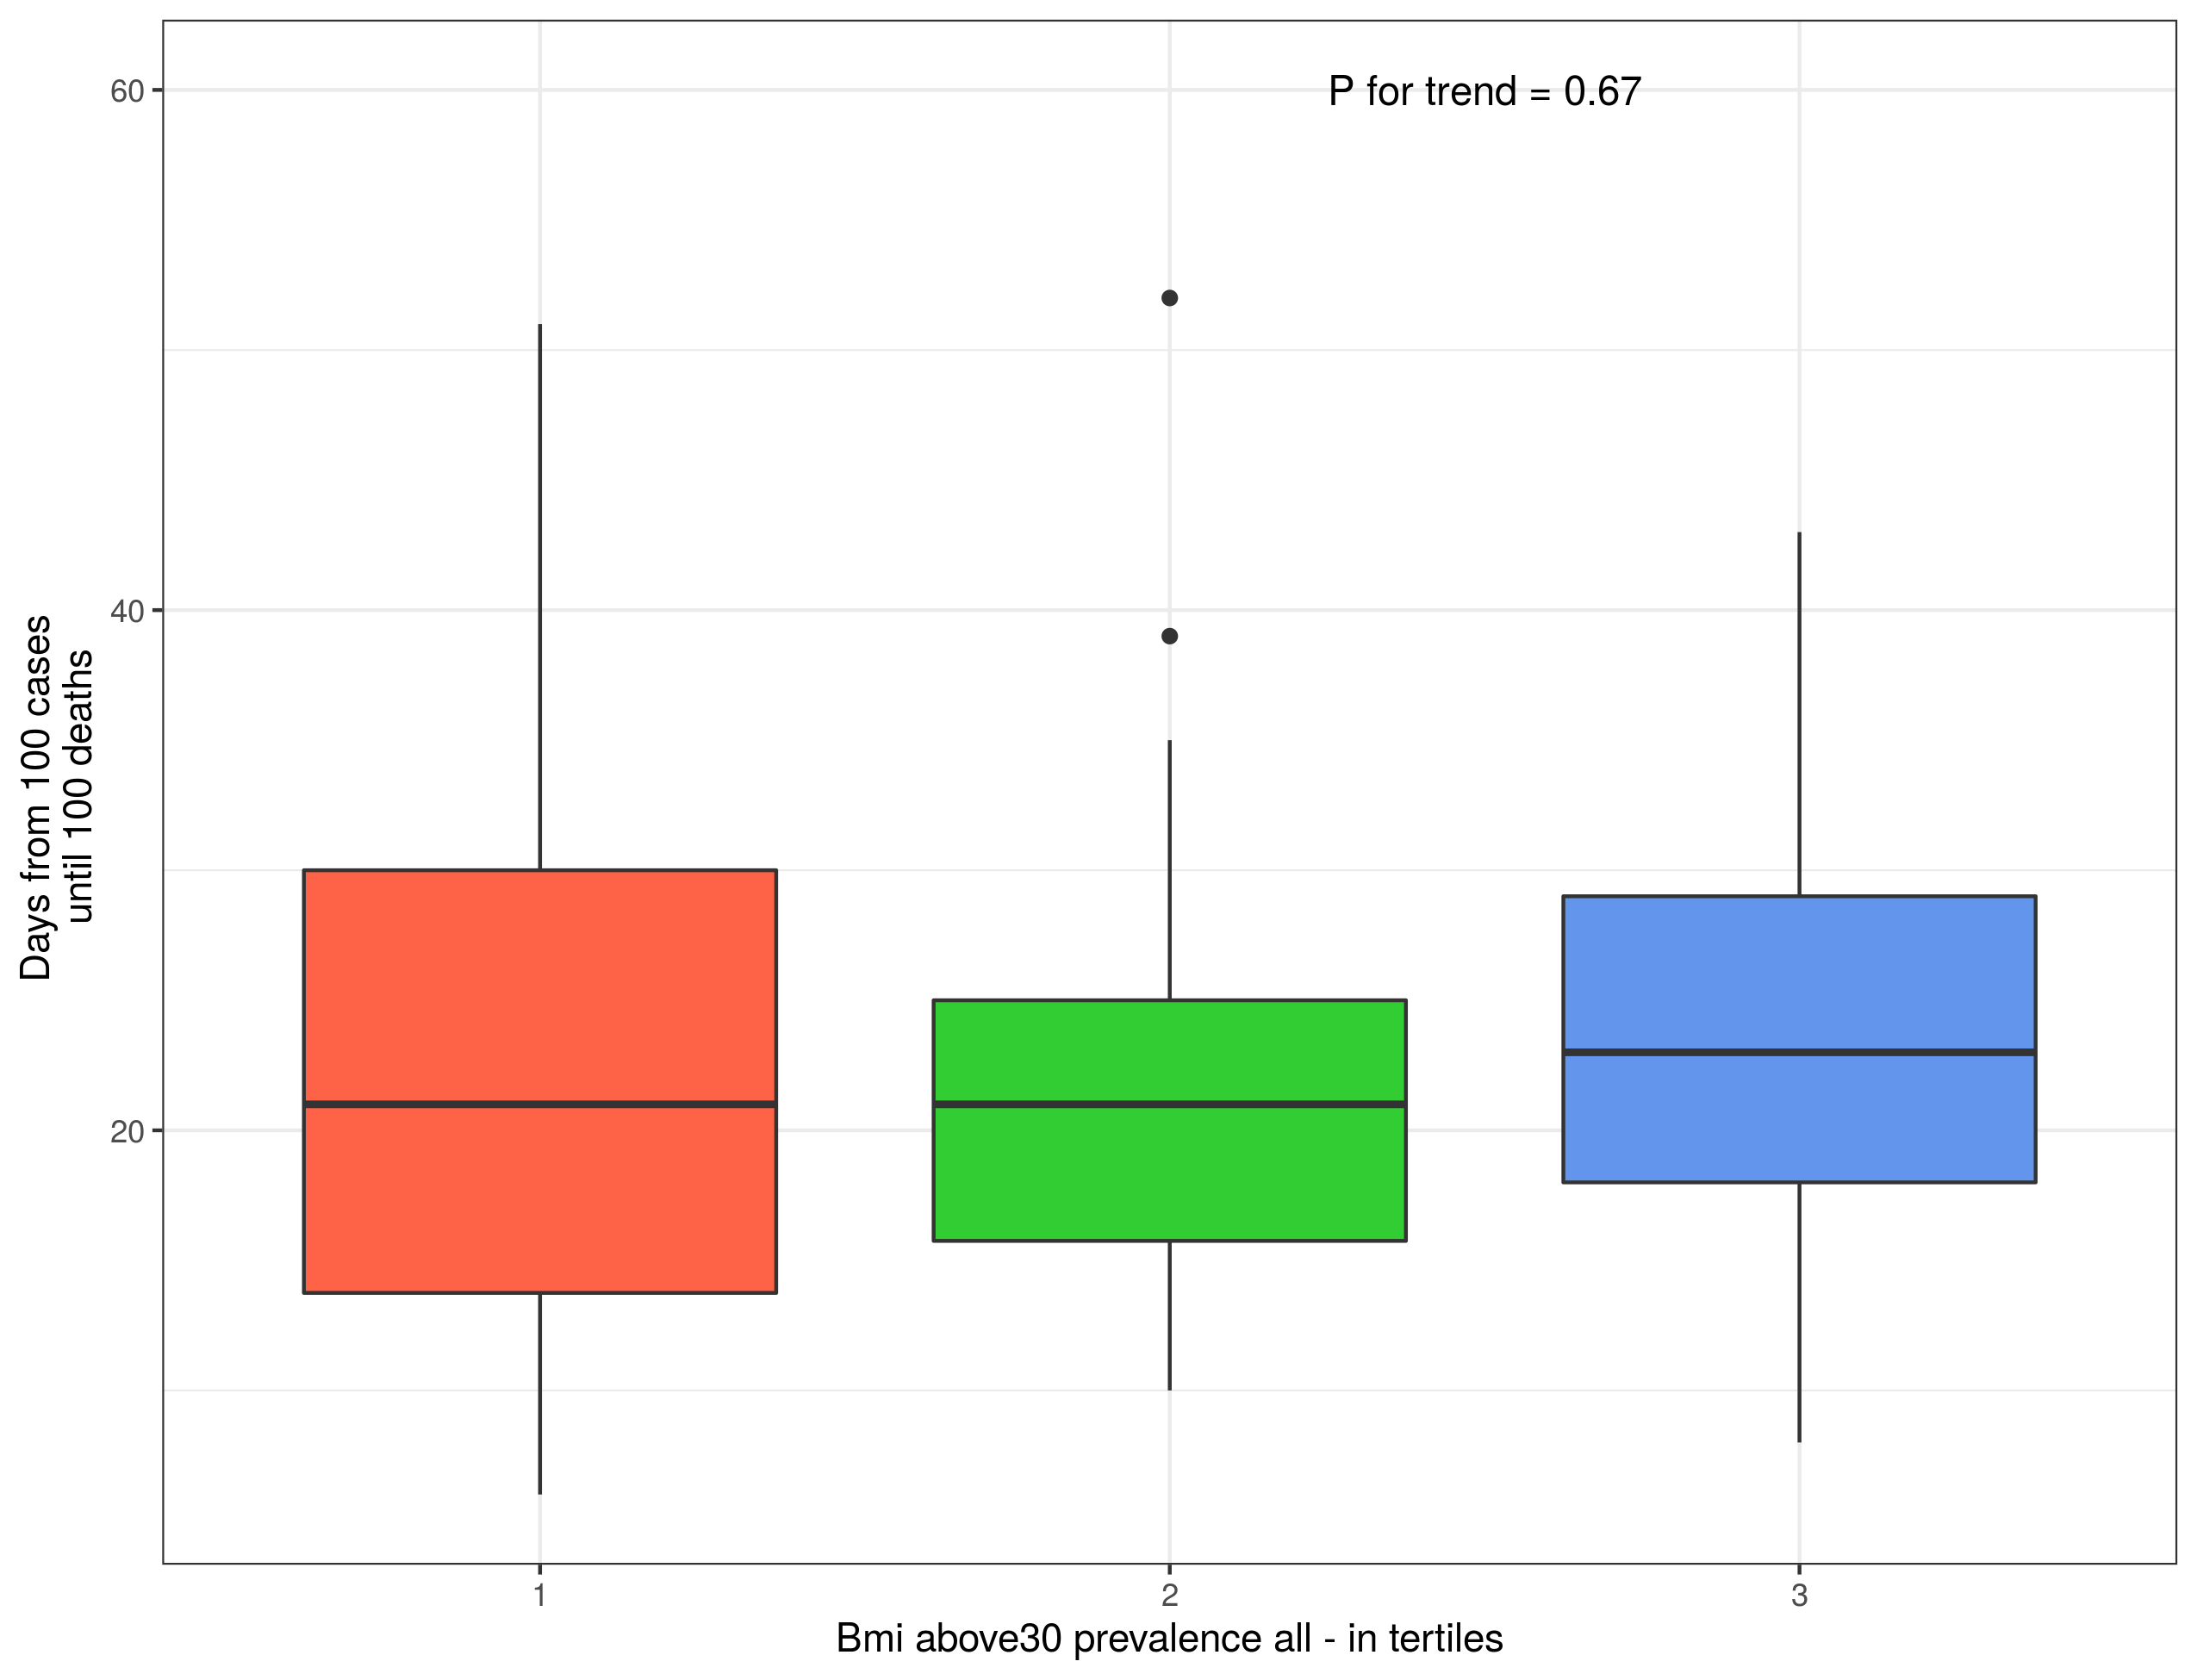 P for trend = 0.67
60
40
20
Days from 100 cases
until 100 deaths
1
2
3
Bmi above30 prevalence all - in tertiles